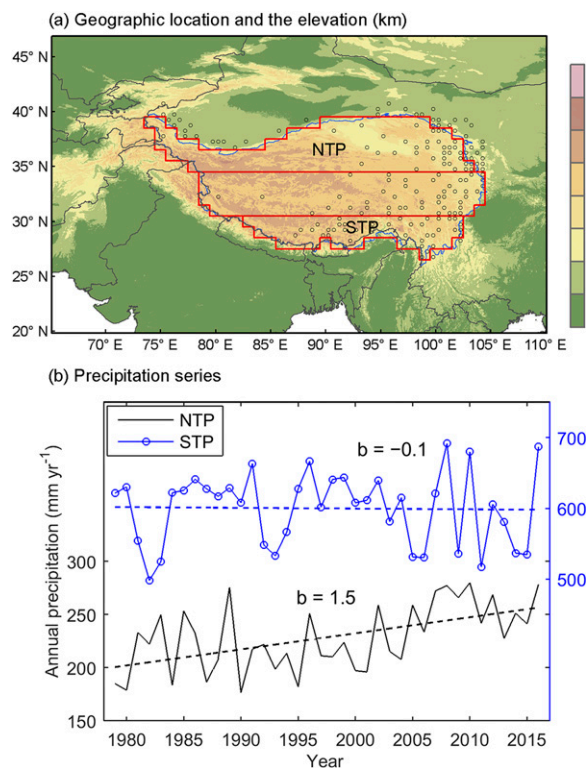 (a) Geographic location and the elevation (km)
45° N
40° N
35° N
30° N
25° N
20° N
NTP
STP
70° E 75° E 80° E 85° E 90° E 95° E 100° E 105° E 110° E
(b) Precipitation series
NTP
STP
b = −0.1
b = 1.5
700
600
500
300
250
200
150
Annual precipitation (mm yr⁻¹)
1980 1985 1990 1995 2000 2005 2010 2015
Year